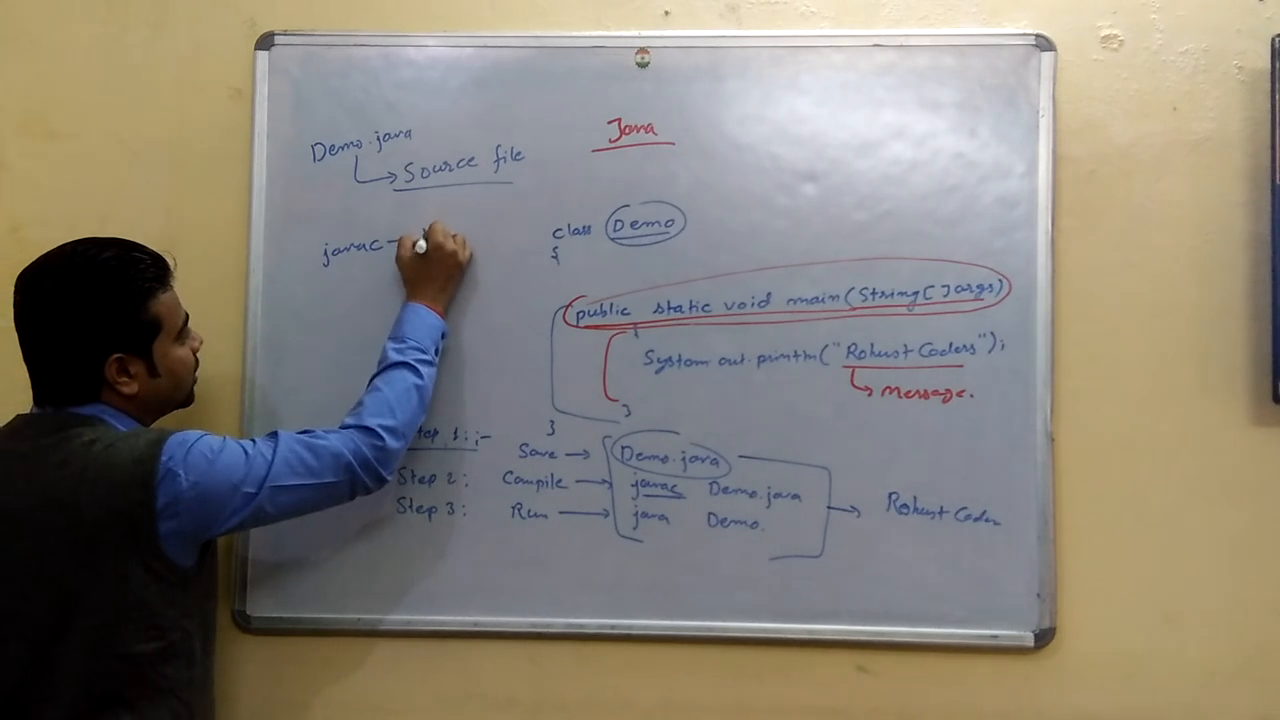 Java
Demo.java
Source file
javac
class Demo
{
public static void main(String[] args)
{
System.out.println("Robust Coders");
Message.
}
}
Step 1:-
Save → Demo.java
Step 2: Compile → javac Demo.java
Step 3: Run → java Demo.
Robust Coder